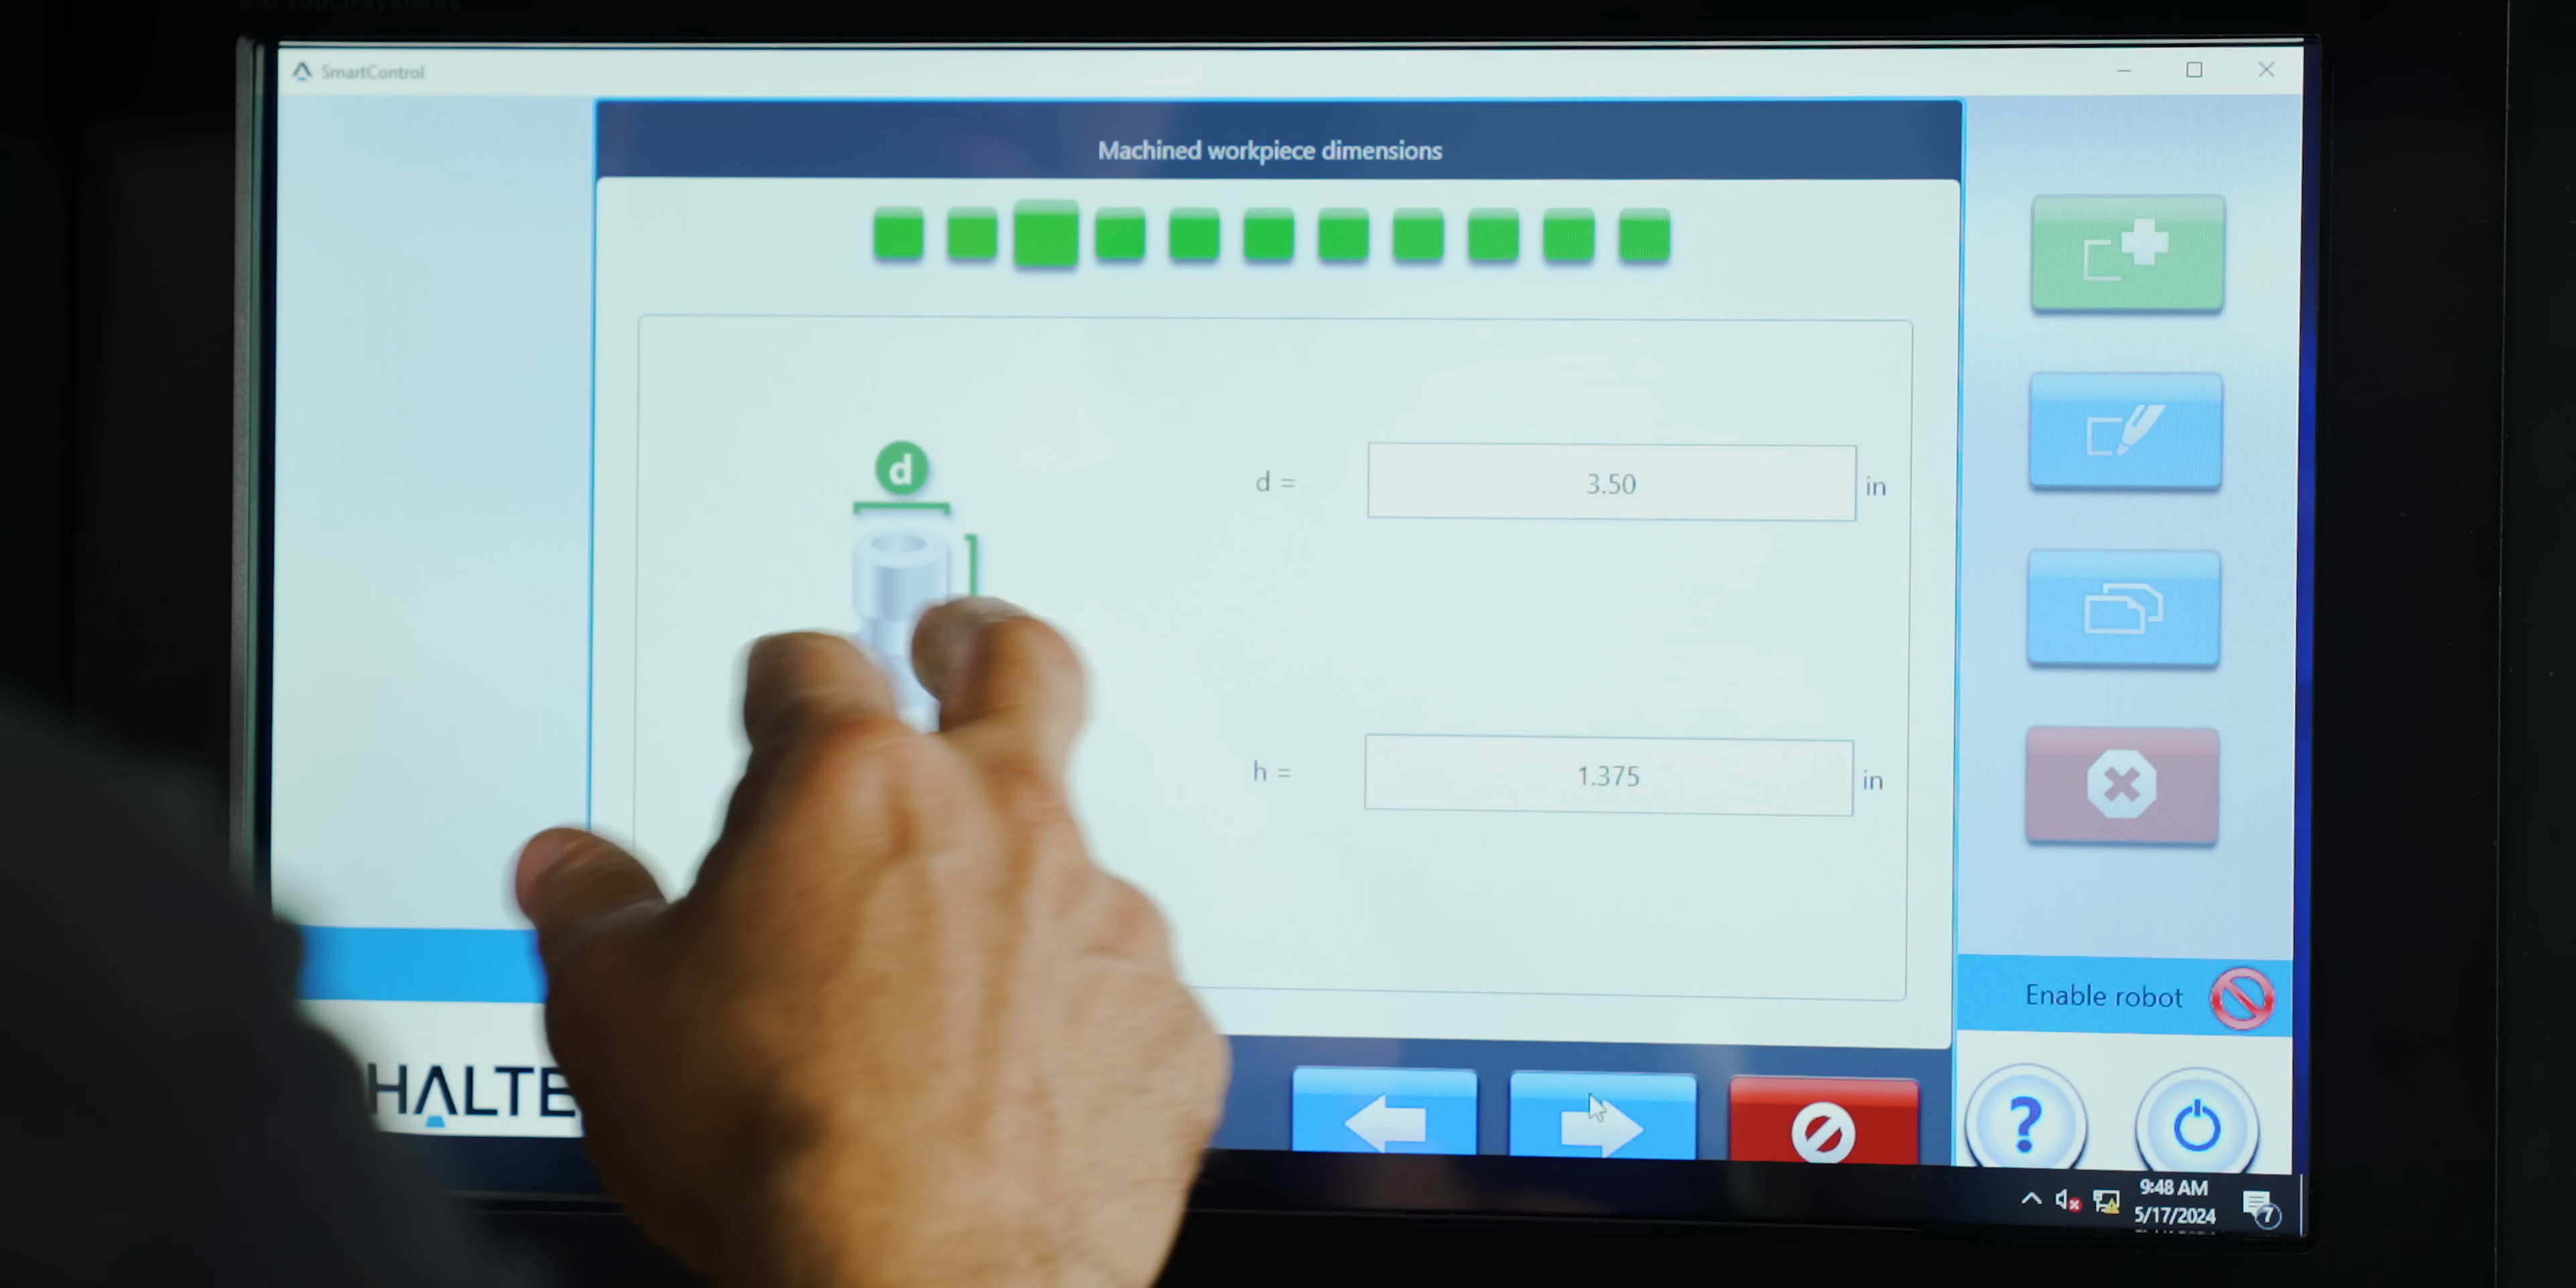 SmartControl
Machined workpiece dimensions
d
d = 3.50 in
h = 1.375 in
Enable robot
HALTE
?
9:48 AM
5/17/2024
7